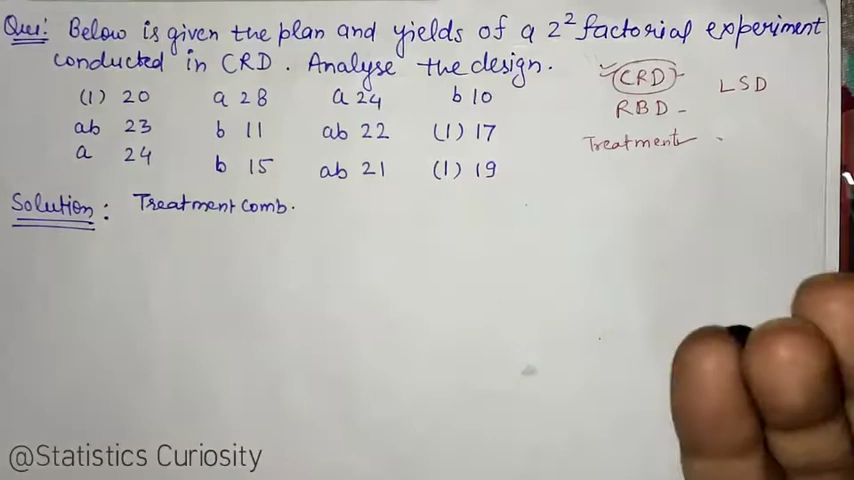 Ques: Below is given the plan and yields of a 2² factorial experiment
conducted in CRD. Analyse the design.
(1) 20 a 28 a 24 b 10
ab 23 b 11 ab 22 (1) 17
a 24 b 15 ab 21 (1) 19
CRD LSD
RBD
Treatment
Solution: Treatment comb.
@Statistics Curiosity